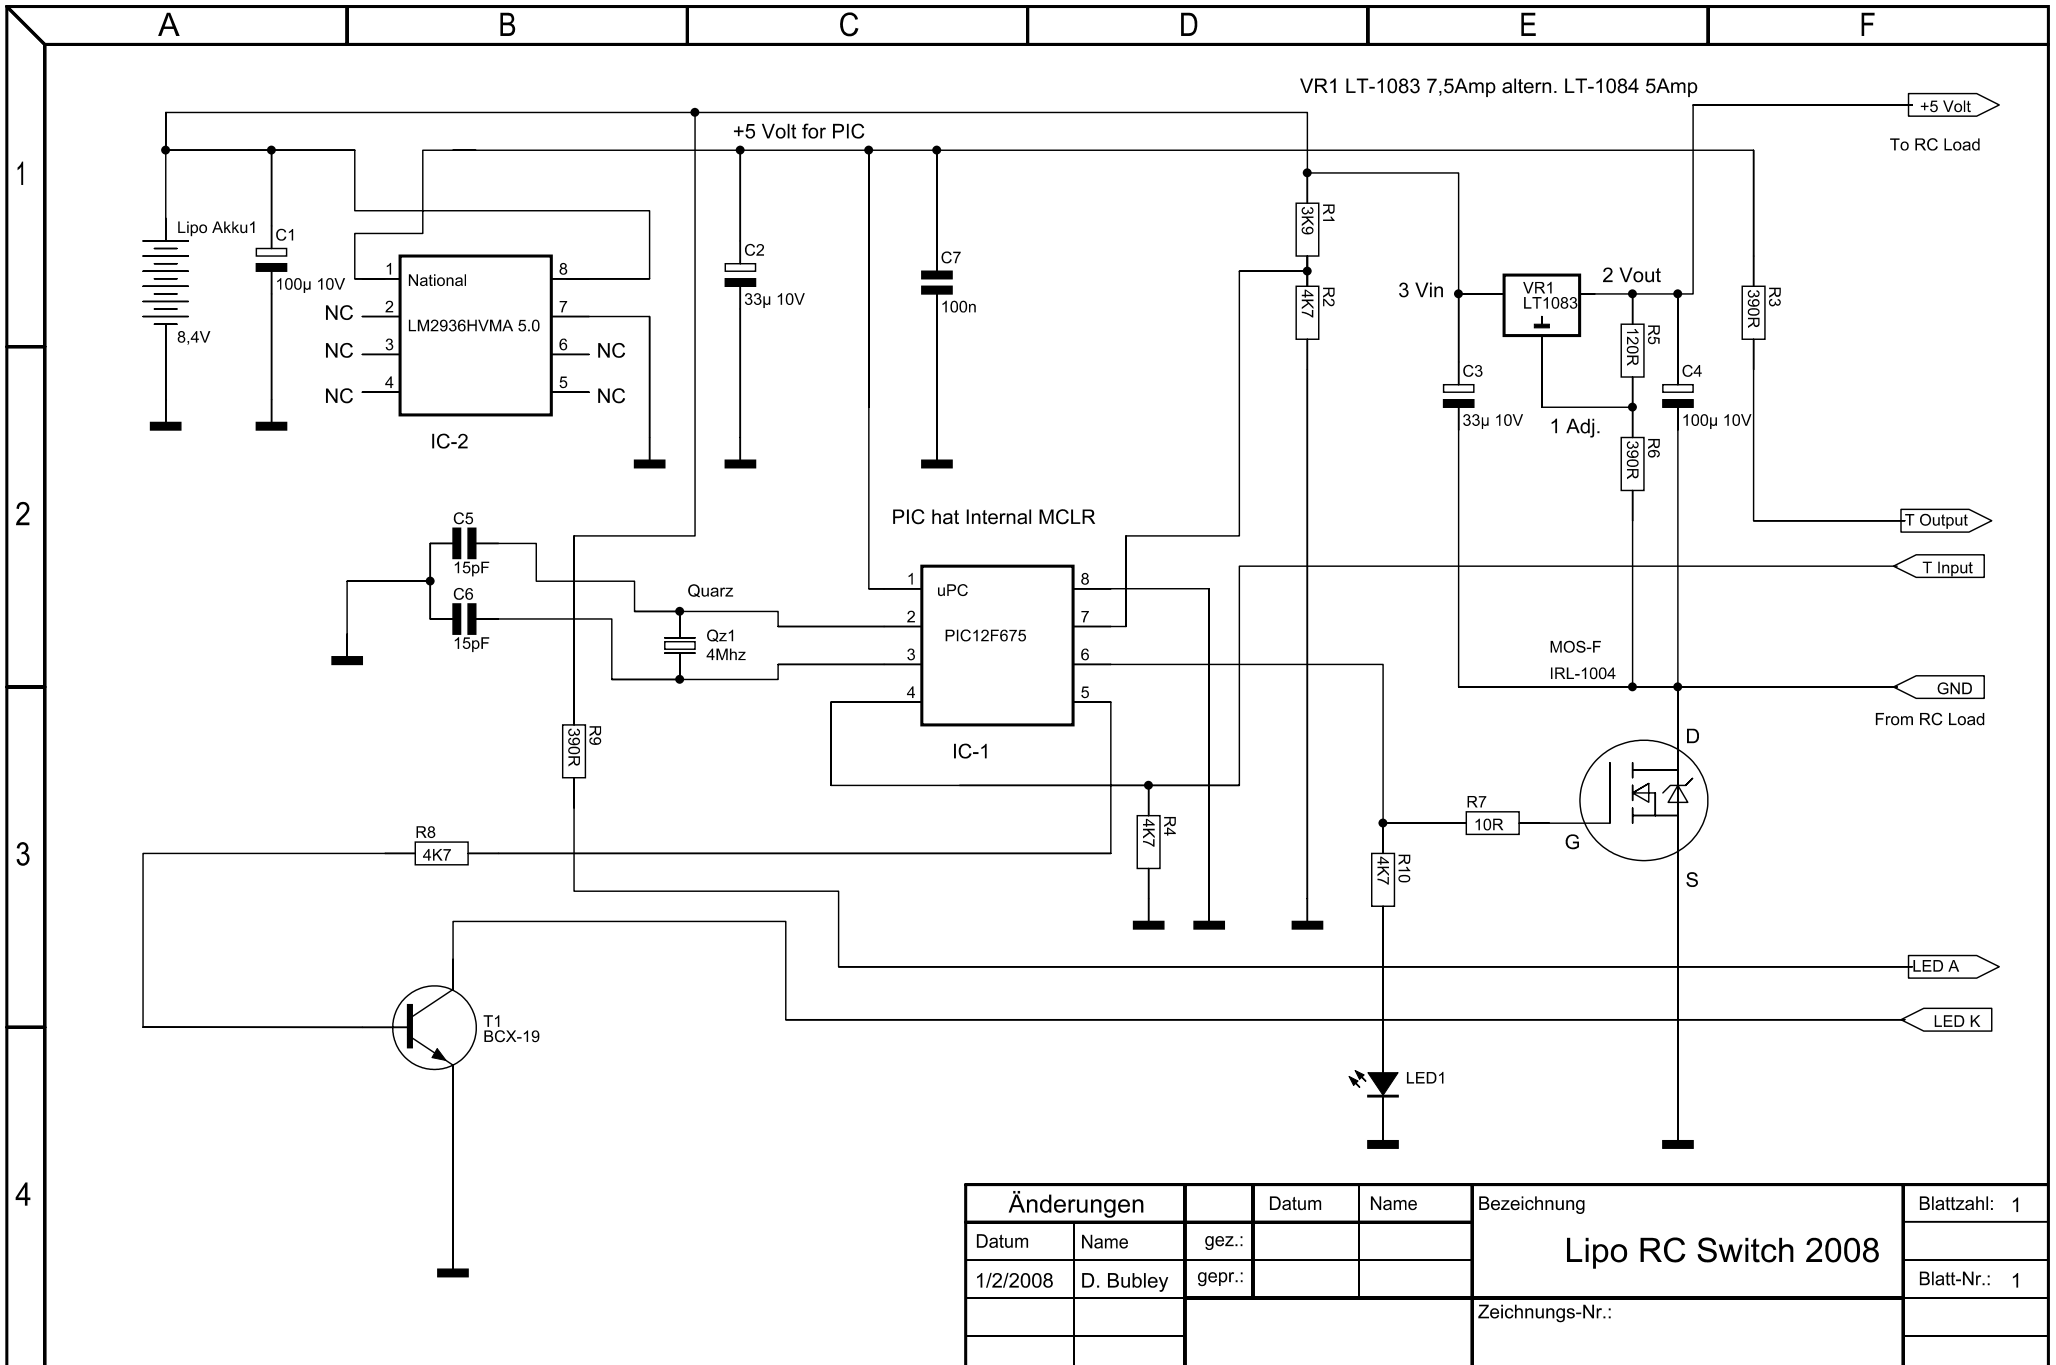 A B C D E F
1
2
3
4
VR1 LT-1083 7,5Amp altern. LT-1084 5Amp
+5 Volt
To RC Load
+5 Volt for PIC
Lipo Akku1
8,4V
C1
100µ 10V
National
LM2936HVMA 5.0
1
2
3
4
8
7
6
5
NC
NC
NC
NC
NC
IC-2
C2
33µ 10V
C7
100n
R1
3K9
R2
4K7
3 Vin
VR1
LT1083
2 Vout
R5
120R
1 Adj.
R6
390R
C3
33µ 10V
C4
100µ 10V
R3
390R
T Output
T Input
C5
15pF
C6
15pF
Quarz
Qz1
4Mhz
PIC hat Internal MCLR
uPC
PIC12F675
1
2
3
4
8
7
6
5
IC-1
MOS-F
IRL-1004
GND
From RC Load
D
G
S
R9
390R
R8
4K7
R4
4K7
R7
10R
R10
4K7
LED A
LED K
T1
BCX-19
LED1
Änderungen
Datum Name
1/2/2008 D. Bubley
Datum Name
gez.:
gepr.:
Bezeichnung
Lipo RC Switch 2008
Zeichnungs-Nr.:
Blattzahl: 1
Blatt-Nr.: 1